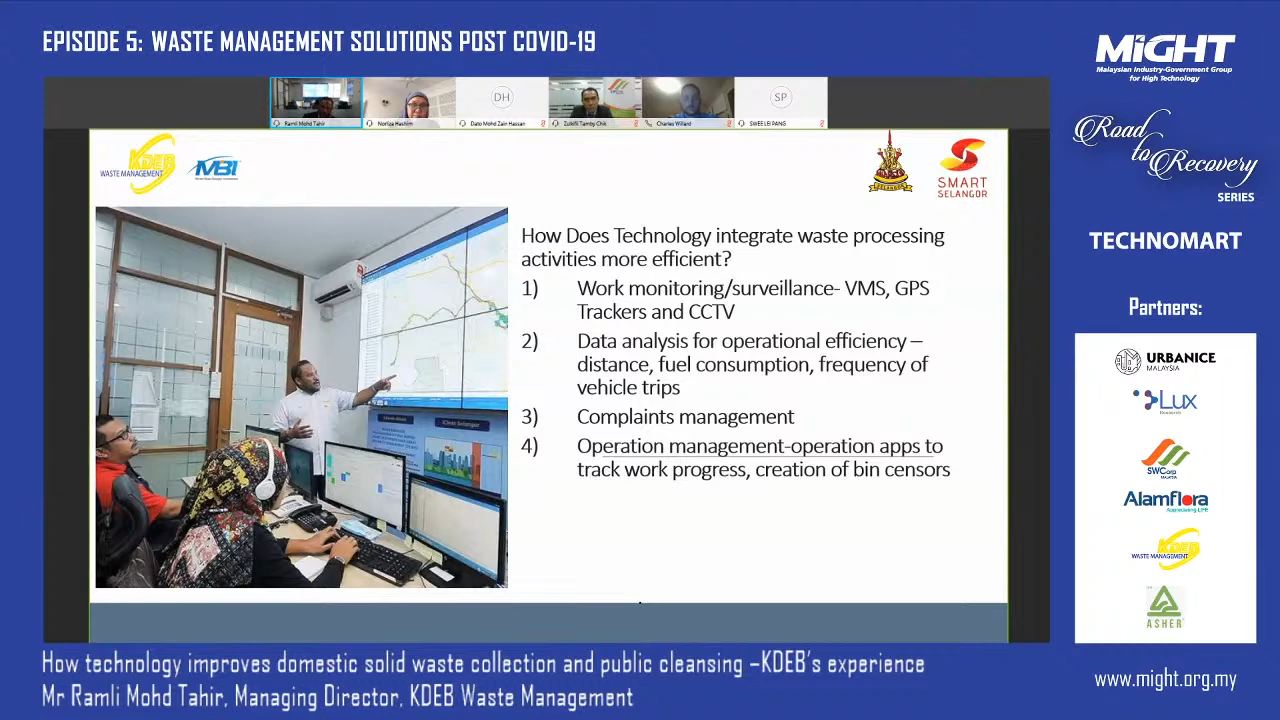 EPISODE 5: WASTE MANAGEMENT SOLUTIONS POST COVID-19
MiGHT
Malaysian Industry-Government Group
for High Technology
Road
to
Recovery
SERIES
TECHNOMART
Partners:
URBANICE
MALAYSIA
Lux
Research
SWCorp
MALAYSIA
Alamflora
Appreciating LIFE
KDEB
WASTE MANAGEMENT
ASHER
www.might.org.my
DH
SP
Ramli Mohd Tahir
Noriza Hashim
Dato Mohd Zain Hassan
Zulkifli Tamby Chik
Charles Willard
SWEE LEI PANG
KDEB
WASTE MANAGEMENT
MBI
SMART
SELANGOR
How Does Technology integrate waste processing
activities more efficient?
1) Work monitoring/surveillance- VMS, GPS
Trackers and CCTV
2) Data analysis for operational efficiency –
distance, fuel consumption, frequency of
vehicle trips
3) Complaints management
4) Operation management-operation apps to
track work progress, creation of bin censors
iClean Selangor
How technology improves domestic solid waste collection and public cleansing –KDEB's experience
Mr Ramli Mohd Tahir, Managing Director, KDEB Waste Management